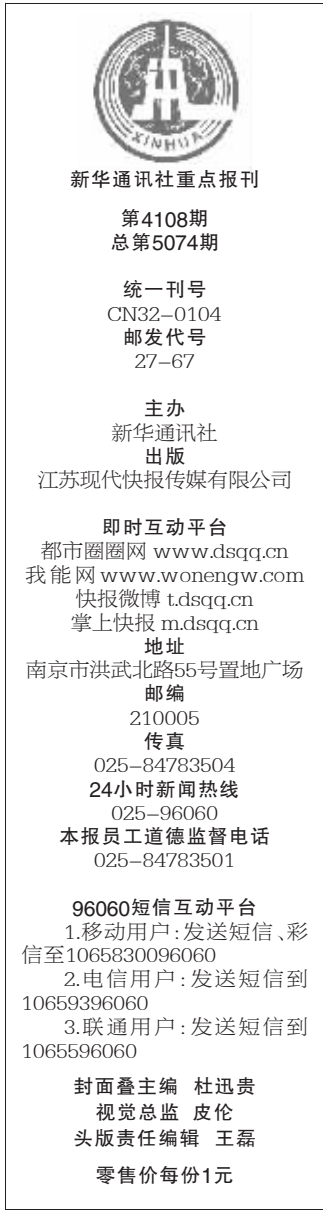 XINHUA
新华通讯社重点报刊
第4108期
总第5074期
统一刊号
CN32-0104
邮发代号
27-67
主办
新华通讯社
出版
江苏现代快报传媒有限公司
即时互动平台
都市圈圈网 www.dsqq.cn
我能网 www.wonengw.com
快报微博 t.dsqq.cn
掌上快报 m.dsqq.cn
地址
南京市洪武北路55号置地广场
邮编
210005
传真
025-84783504
24小时新闻热线
025-96060
本报员工道德监督电话
025-84783501
96060短信互动平台
1.移动用户:发送短信、彩
信至1065830096060
2.电信用户:发送短信到
10659396060
3.联通用户:发送短信到
1065596060
封面叠主编 杜迅贵
视觉总监 皮伦
头版责任编辑 王磊
零售价每份1元